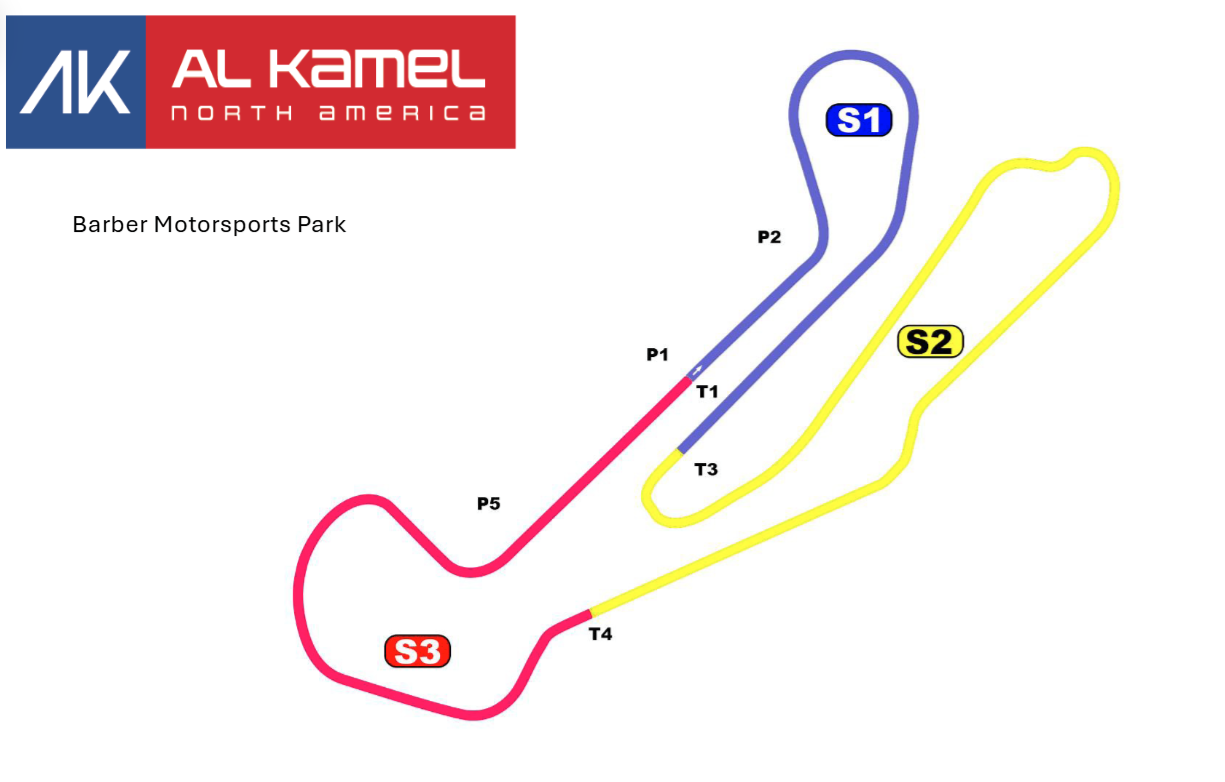 AK
AL KAMEL
NORTH AMERICA
S1
Barber Motorsports Park
P2
S2
P1
T1
T3
P5
T4
S3